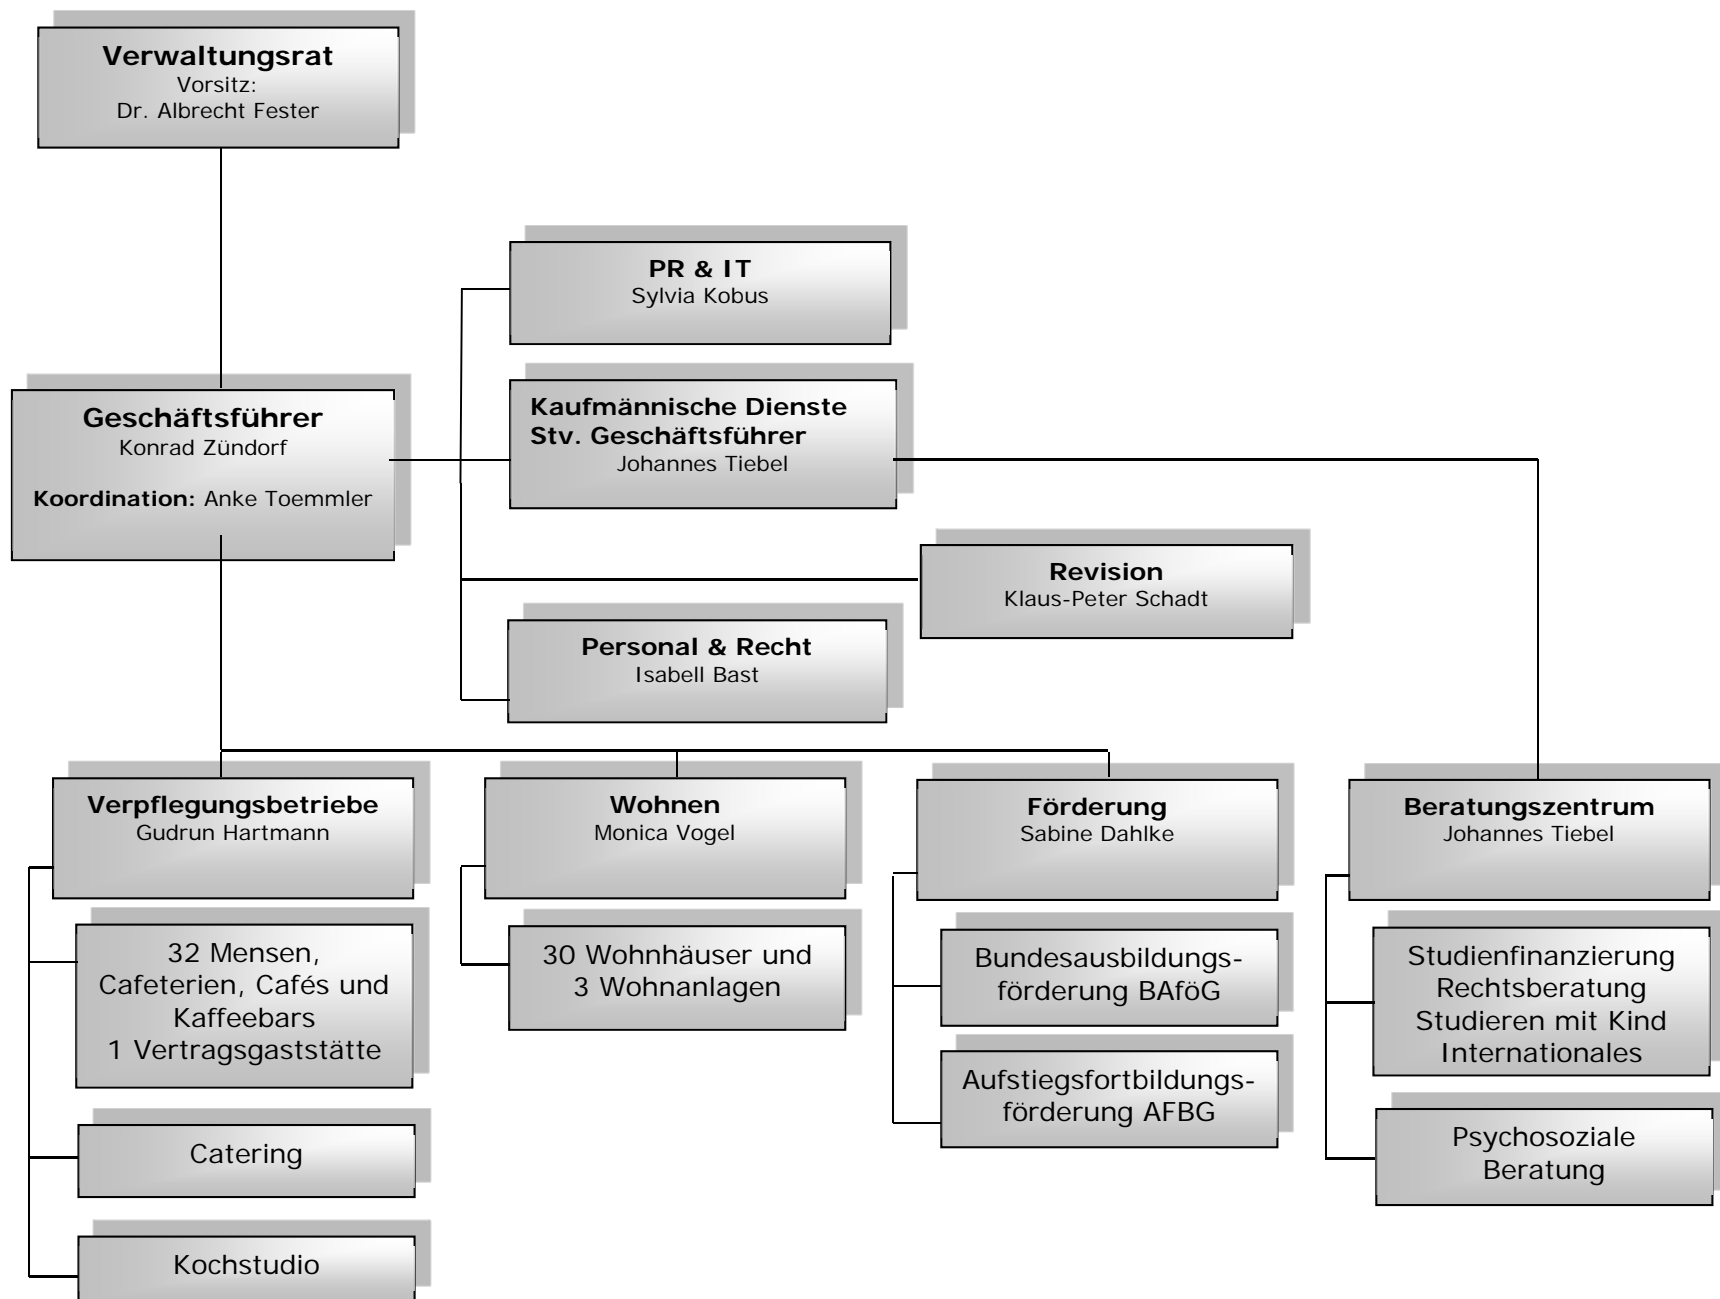 Verwaltungsrat
Vorsitz:
Dr. Albrecht Fester
PR & IT
Sylvia Kobus
Geschäftsführer
Konrad Zündorf
Koordination: Anke Toemmler
Kaufmännische Dienste
Stv. Geschäftsführer
Johannes Tiebel
Revision
Klaus-Peter Schadt
Personal & Recht
Isabell Bast
Verpflegungsbetriebe
Gudrun Hartmann
32 Mensen,
Cafeterien, Cafés und
Kaffeebars
1 Vertragsgaststätte
Catering
Kochstudio
Wohnen
Monica Vogel
30 Wohnhäuser und
3 Wohnanlagen
Förderung
Sabine Dahlke
Bundesausbildungs-
förderung BAföG
Aufstiegsfortbildungs-
förderung AFBG
Beratungszentrum
Johannes Tiebel
Studienfinanzierung
Rechtsberatung
Studieren mit Kind
Internationales
Psychosoziale
Beratung